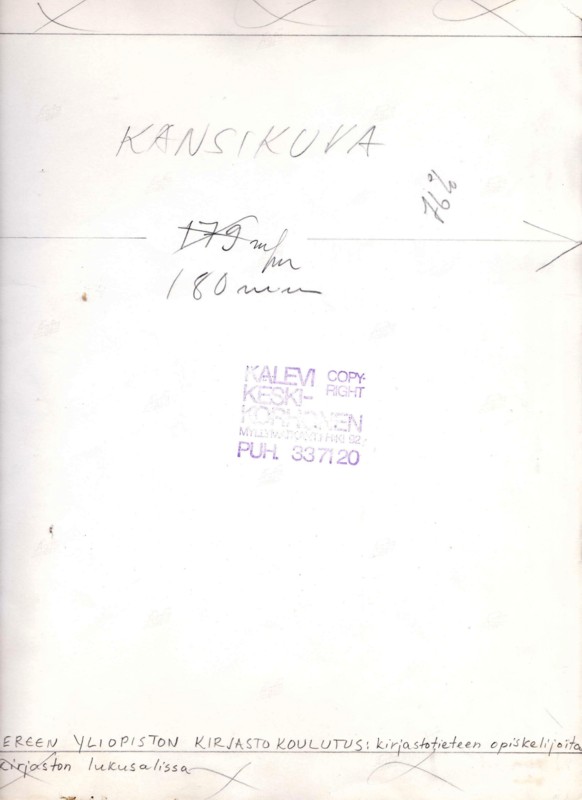 KANSIKUVA
76%
179 mm
180 mm
KALEVI COPY-
KESKI- RIGHT
KORHONEN
PUH. 337120
EREEN YLIOPISTON KIRJASTOKOULUTUS: kirjastotieteen opiskelijoita
kirjaston lukusalissa